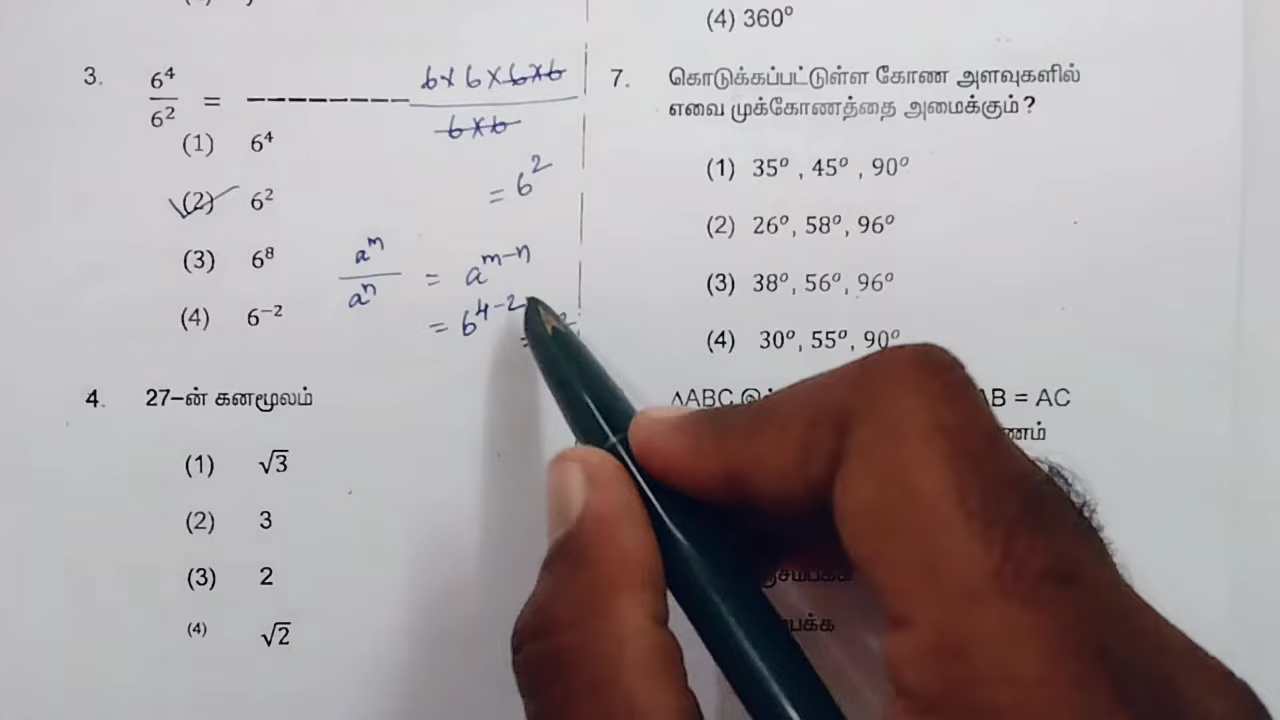 3. 6⁴/6² = ---------
6×6×6×6
6×6
(1) 6⁴
= 6²
(2) 6²
(3) 6⁸
aᵐ/aⁿ = aᵐ⁻ⁿ
(4) 6⁻²
= 6⁴⁻²
4. 27–ன் கனமூலம்
(1) √3
(2) 3
(3) 2
(4) √2
(4) 360°
7. கொடுக்கப்பட்டுள்ள கோண அளவுகளில்
எவை முக்கோணத்தை அமைக்கும்?
(1) 35°, 45°, 90°
(2) 26°, 58°, 96°
(3) 38°, 56°, 96°
(4) 30°, 55°, 90°
AB = AC